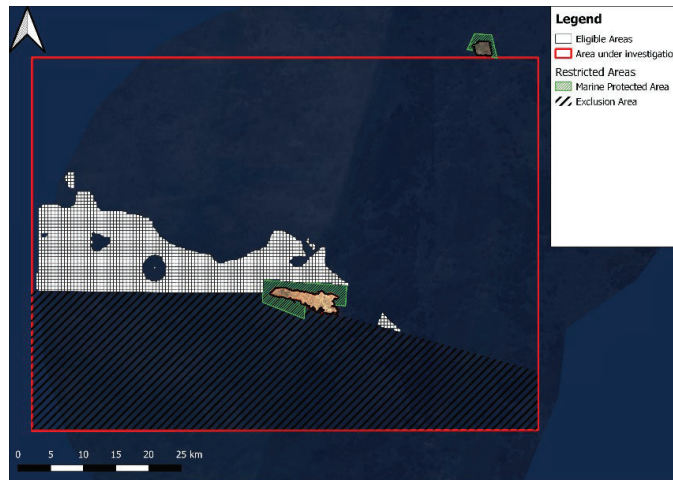 Legend
Eligible Areas
Area under investigatio
Restricted Areas
Marine Protected Area
Exclusion Area
0 5 10 15 20 25 km